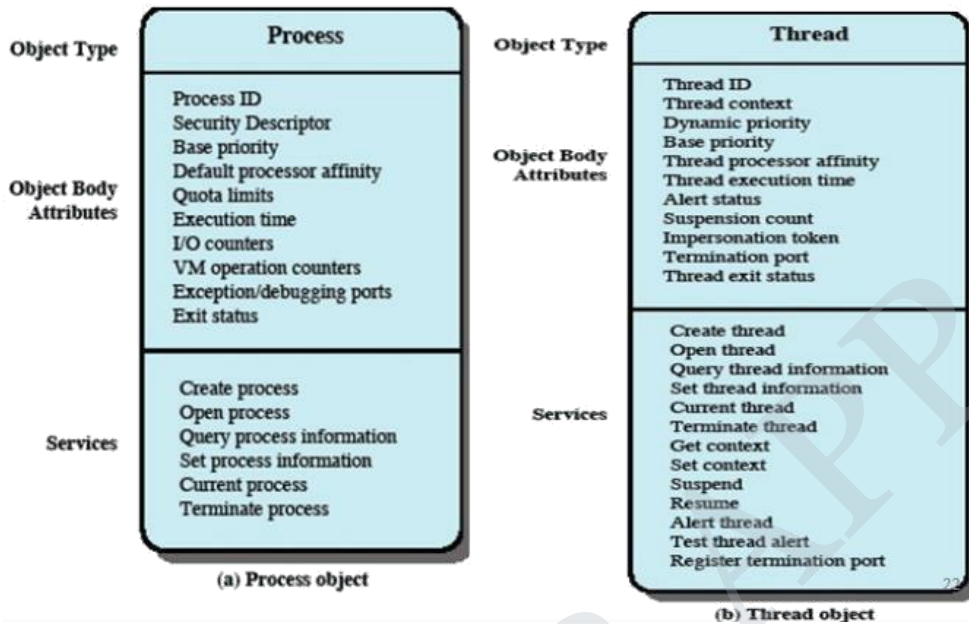 Object Type
Process
Object Body
Attributes
Process ID
Security Descriptor
Base priority
Default processor affinity
Quota limits
Execution time
I/O counters
VM operation counters
Exception/debugging ports
Exit status
Services
Create process
Open process
Query process information
Set process information
Current process
Terminate process
(a) Process object
Object Type
Thread
Object Body
Attributes
Thread ID
Thread context
Dynamic priority
Base priority
Thread processor affinity
Thread execution time
Alert status
Suspension count
Impersonation token
Termination port
Thread exit status
Services
Create thread
Open thread
Query thread information
Set thread information
Current thread
Terminate thread
Get context
Set context
Suspend
Resume
Alert thread
Test thread alert
Register termination port
22
(b) Thread object
APP